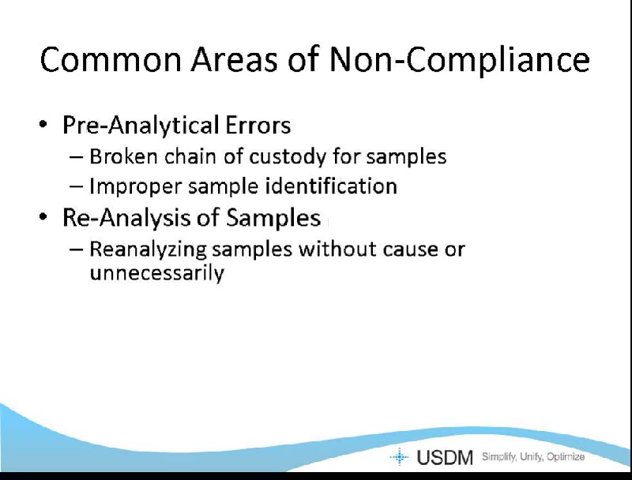 Common Areas of Non-Compliance
• Pre-Analytical Errors
– Broken chain of custody for samples
– Improper sample identification
• Re-Analysis of Samples
– Reanalyzing samples without cause or
unnecessarily
USDM Simplify, Unify, Optimize